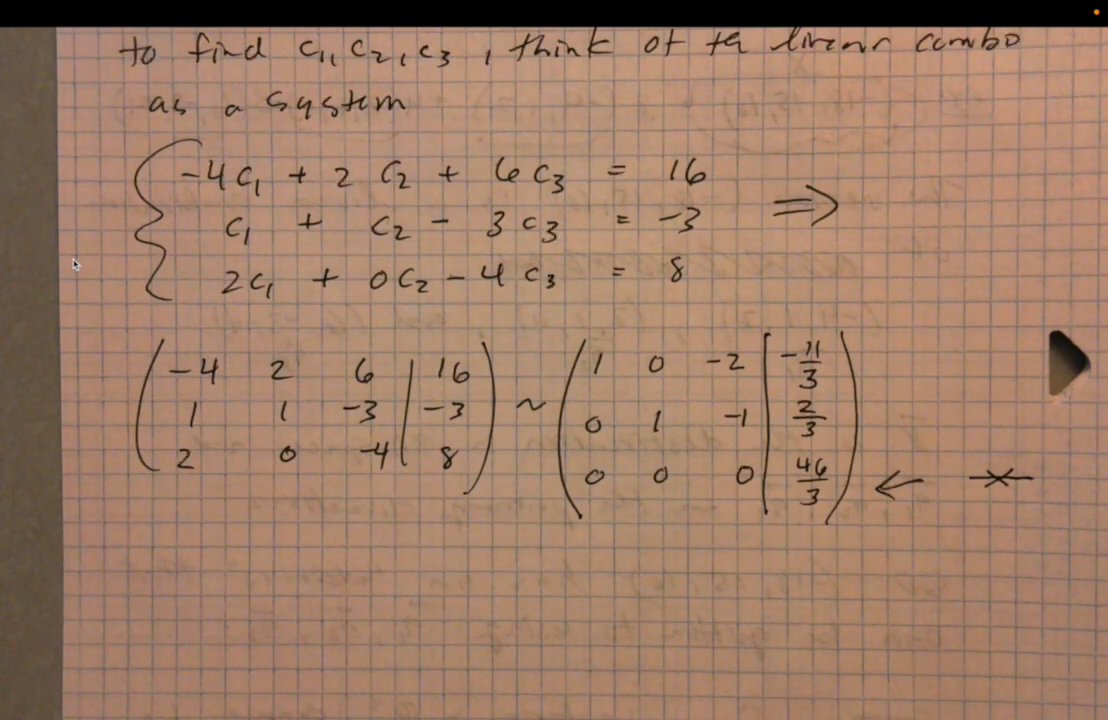 to find c₁, c₂, c₃, think of th linear combo
as a system
-4c₁ + 2c₂ + 6c₃ = 16
c₁ + c₂ - 3c₃ = -3 ⟹
2c₁ + 0c₂ - 4c₃ = 8
(-4 2 6 | 16) ~ (1 0 -2 | -11/3)
(1 1 -3 | -3) (0 1 -1 | 2/3)
(2 0 -4 | 8) (0 0 0 | 46/3) ←